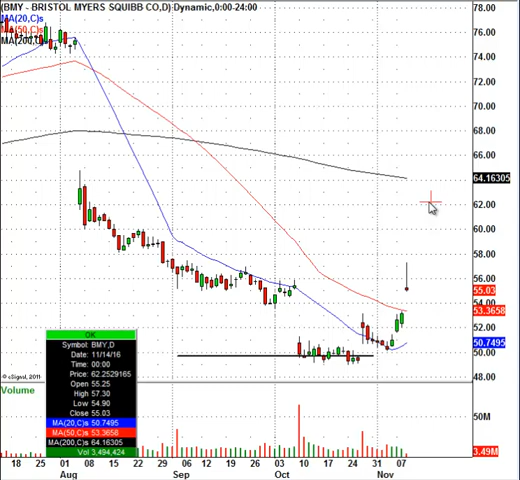 (BMY - BRISTOL MYERS SQUIBB CO,D) Dynamic,0:00-24:00
MA(20,C)s
MA(50,C)s
MA(200,C)s
78.00
76.00
74.00
72.00
70.00
68.00
66.00
64.16305
62.00
60.00
58.00
56.00
55.03
54.00
53.3658
52.00
50.7495
50.00
48.00
OK
Symbol: BMY,D
Date: 11/14/16
Time: 00:00
Price: 62.2529165
Open 55.25
High 57.30
Low 54.90
Close 55.03
MA(20,C)s 50.7495
MA(50,C)s 53.3658
MA(200,C)s 64.16305
Vol 3,494,424
© eSignal, 2011
Volume
50M
3.49M
18 25 01 08 15 22 29 06 12 19 26 03 10 17 24 31 07
Aug Sep Oct Nov